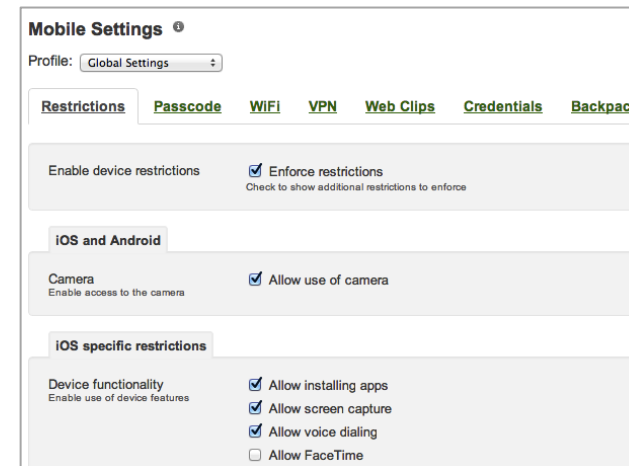 Mobile Settings
Profile: Global Settings
Restrictions Passcode WiFi VPN Web Clips Credentials Backpac
Enable device restrictions Enforce restrictions
Check to show additional restrictions to enforce
iOS and Android
Camera Allow use of camera
Enable access to the camera
iOS specific restrictions
Device functionality Allow installing apps
Enable use of device features
Allow screen capture
Allow voice dialing
Allow FaceTime